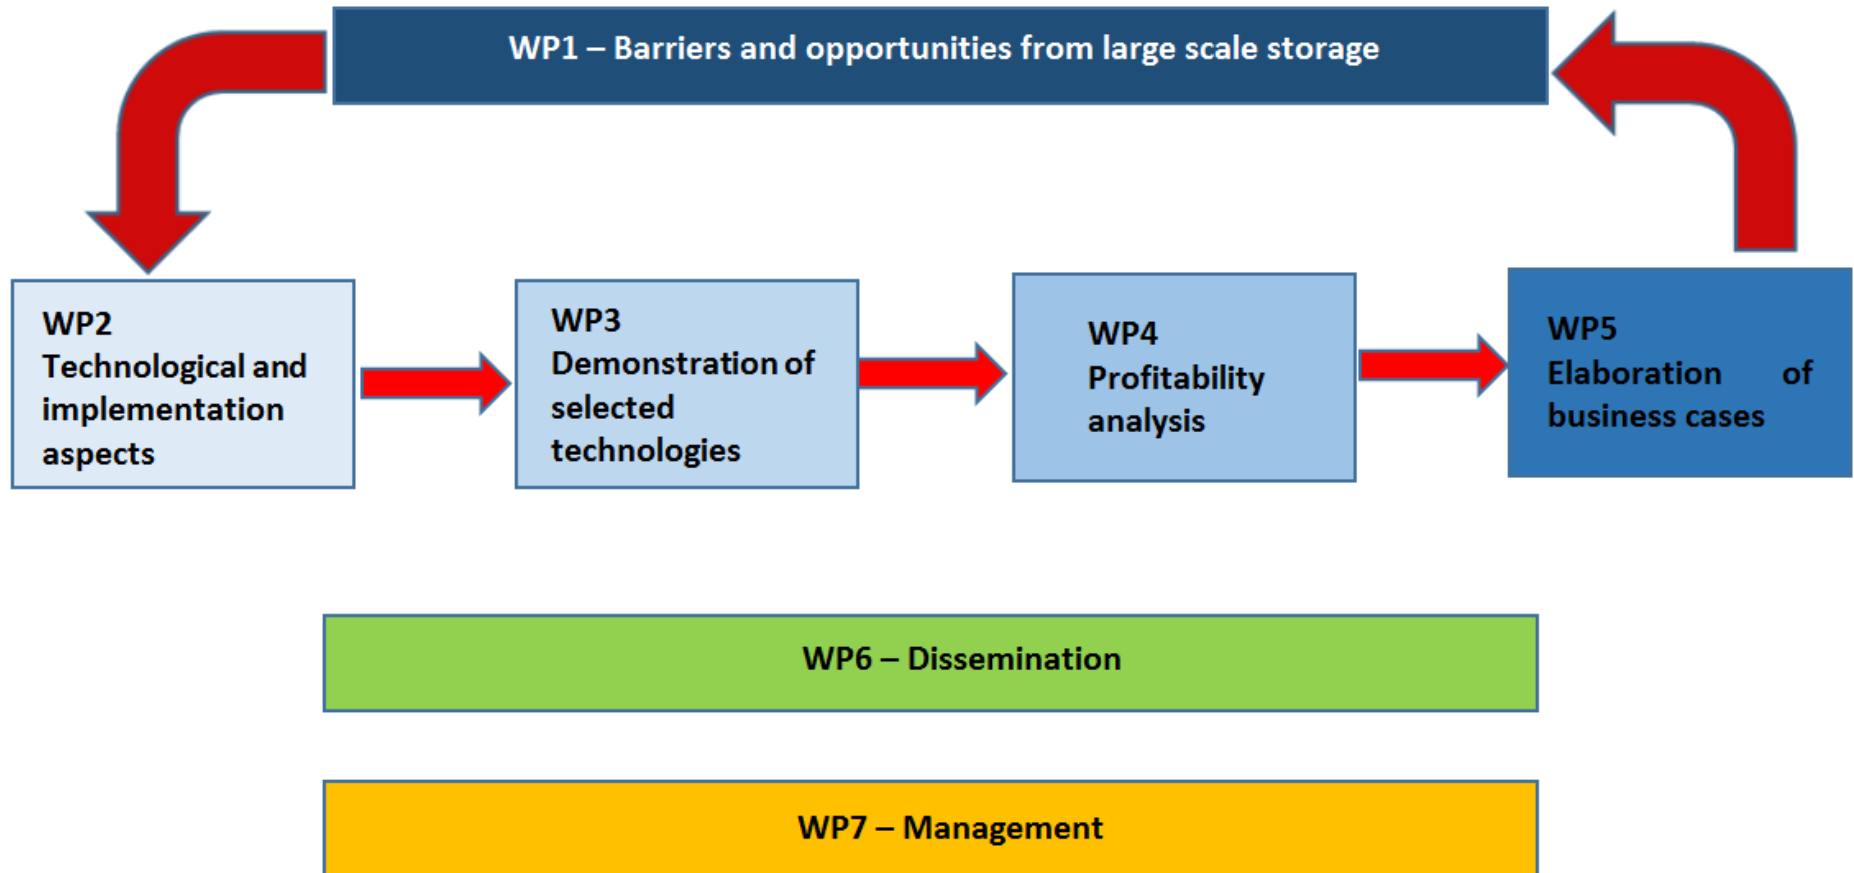 WP1 – Barriers and opportunities from large scale storage
WP2
Technological and
implementation
aspects
WP3
Demonstration of
selected
technologies
WP4
Profitability
analysis
WP5
Elaboration of
business cases
WP6 – Dissemination
WP7 – Management